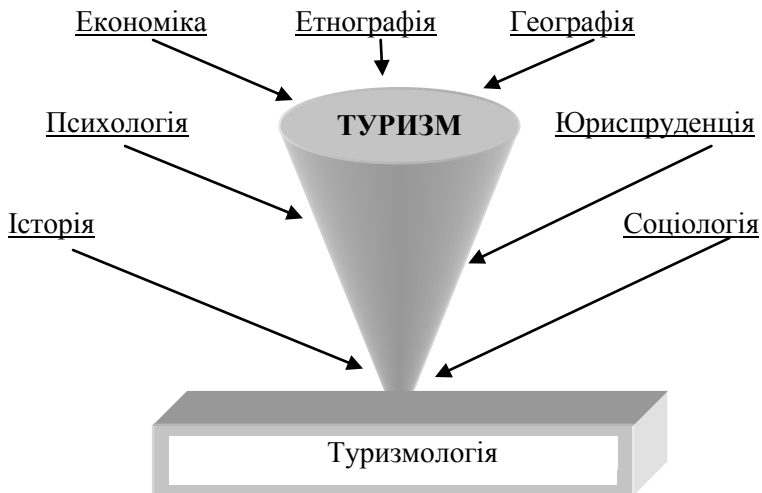 Економіка Етнографія Географія
ТУРИЗМ
Психологія Юриспруденція
Історія Соціологія
Туризмологія